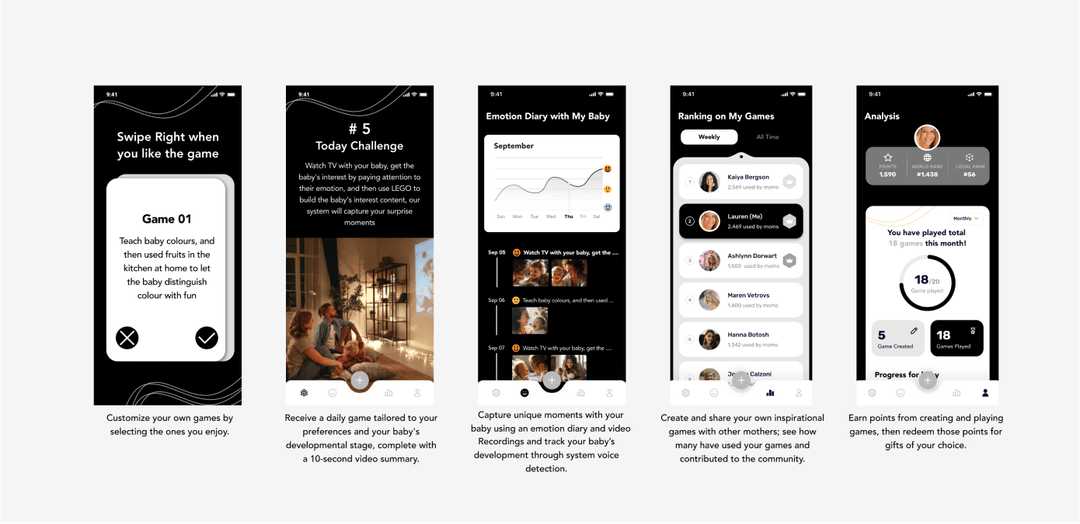 9:41
Swipe Right when
you like the game
Game 01
Teach baby colours, and
then used fruits in the
kitchen at home to let
the baby distinguish
colour with fun
Customize your own games by
selecting the ones you enjoy.
9:41
# 5
Today Challenge
Watch TV with your baby, get the
baby's interest by paying attention to
their emotion, and then use LEGO to
build the baby's interest content, our
system will capture your surprise
moments
Receive a daily game tailored to your
preferences and your baby's
developmental stage, complete with
a 10-second video summary.
9:41
Emotion Diary with My Baby
September
Sun Mon Tue Wed Thu Fri Sat
Sep 05 Watch TV with your baby, get the ....
Sep 06 Teach baby colours, and then used ...
Sep 07 Watch TV with your baby, get the ....
Capture unique moments with your
baby using an emotion diary and video
Recordings and track your baby's
development through system voice
detection.
9:41
Ranking on My Games
Weekly All Time
1 Kaiya Bergson
2,569 used by moms
2 Lauren (Me)
2,469 used by moms
3 Ashlynn Dorwart
1,500 used by moms
4 Maren Vetrovs
1,400 used by moms
5 Hanna Botosh
1,342 used by moms
Calzoni
Create and share your own inspirational
games with other mothers; see how
many have used your games and
contributed to the community.
9:41
Analysis
POINTS WORLD RANK LOCAL RANK
1,590 #1,438 #56
Monthly
You have played total
18 games this month!
18/20
Game played
5
Game Created
18
Games Played
Progress for
Earn points from creating and playing
games, then redeem those points for
gifts of your choice.